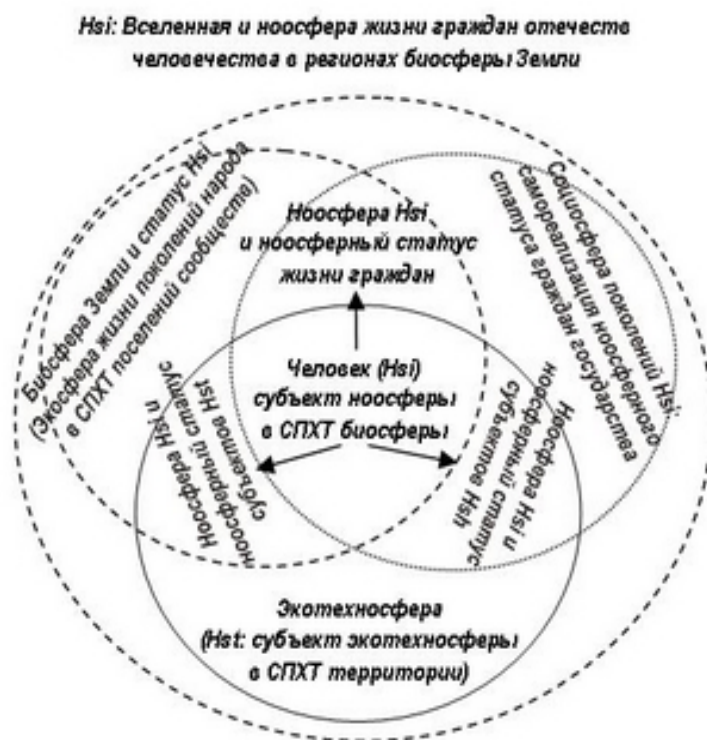 Hsi: Вселенная и ноосфера жизни граждан отечеств
человечества в регионах биосферы Земли
Биосфера Земли и статус Hsi
(Экосфера жизни поколений народа
в СПХТ поселений сообществ)
Ноосфера Hsi
и ноосферный статус
жизни граждан
Социосфера поколений Hsi:
самореализация ноосферного
статуса граждан государства
Человек (Hsi)
субъект ноосферы
в СПХТ биосферы
Ноосфера Hsi и
ноосферный статус
субъектов Hst
Ноосфера Hsi и
ноосферный статус
субъектов Hsh
Экотехносфера
(Hst: субъект экотехносферы
в СПХТ территории)